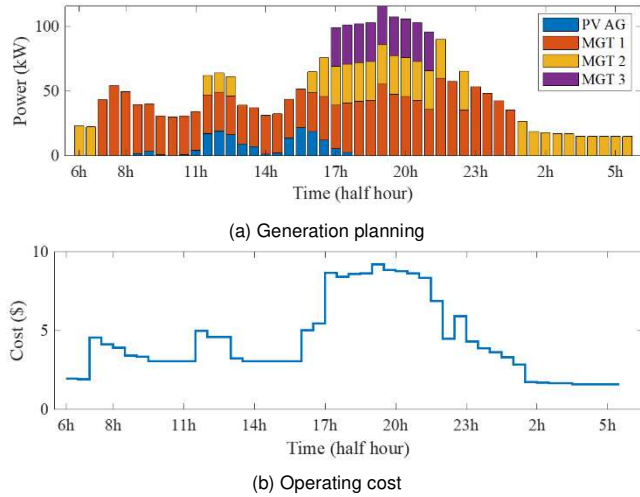 100
50
0
Power (kW)
PV AG
MGT 1
MGT 2
MGT 3
6h 8h 11h 14h 17h 20h 23h 2h 5h
Time (half hour)
(a) Generation planning
10
5
0
Cost ($)
6h 8h 11h 14h 17h 20h 23h 2h 5h
Time (half hour)
(b) Operating cost